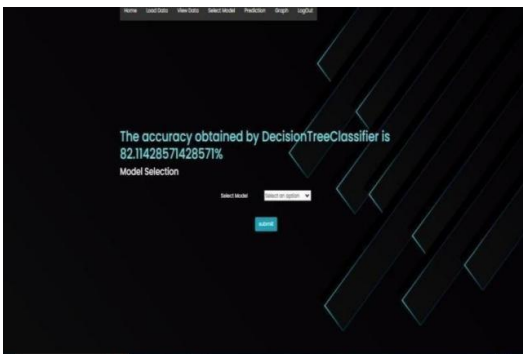 Home Load Data View Data Select Model Prediction Graph LogOut
The accuracy obtained by DecisionTreeClassifier is
82.11428571428571%
Model Selection
Select Model Select an option
submit